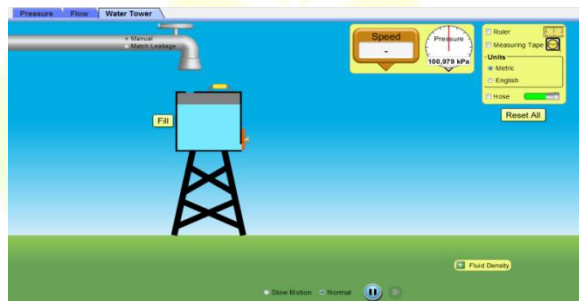 Pressure Flow Water Tower
Manual
Match Leakage
Speed
-
Pressure
100,979 kPa
Ruler
Measuring Tape
Units
Metric
English
Hose
Reset All
Fill
Fluid Density
Slow Motion Normal